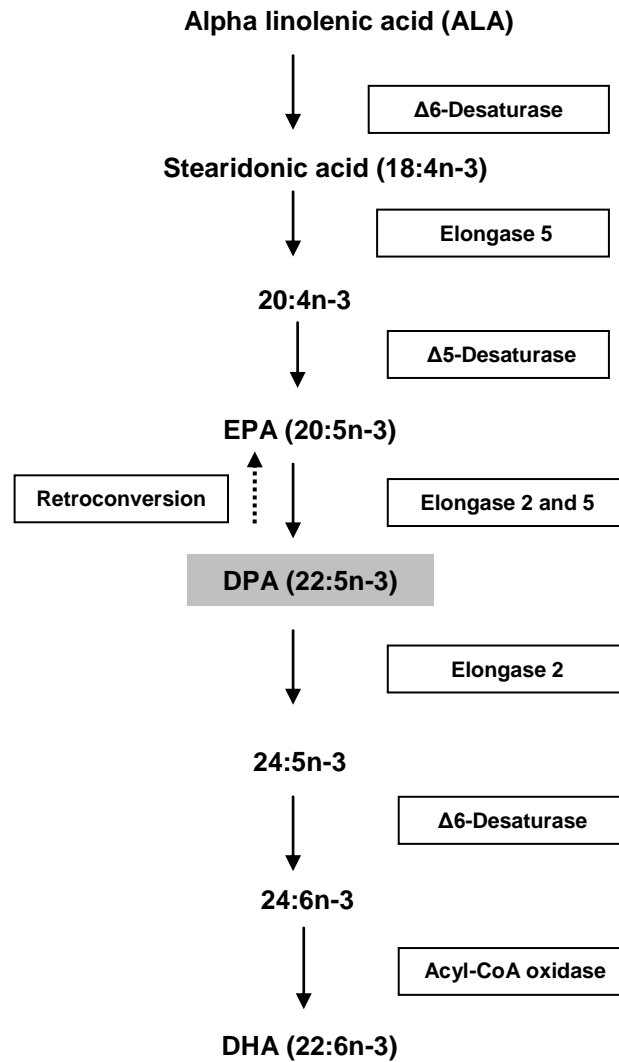 Alpha linolenic acid (ALA)
Δ6-Desaturase
Stearidonic acid (18:4n-3)
Elongase 5
20:4n-3
Δ5-Desaturase
EPA (20:5n-3)
Retroconversion
Elongase 2 and 5
DPA (22:5n-3)
Elongase 2
24:5n-3
Δ6-Desaturase
24:6n-3
Acyl-CoA oxidase
DHA (22:6n-3)